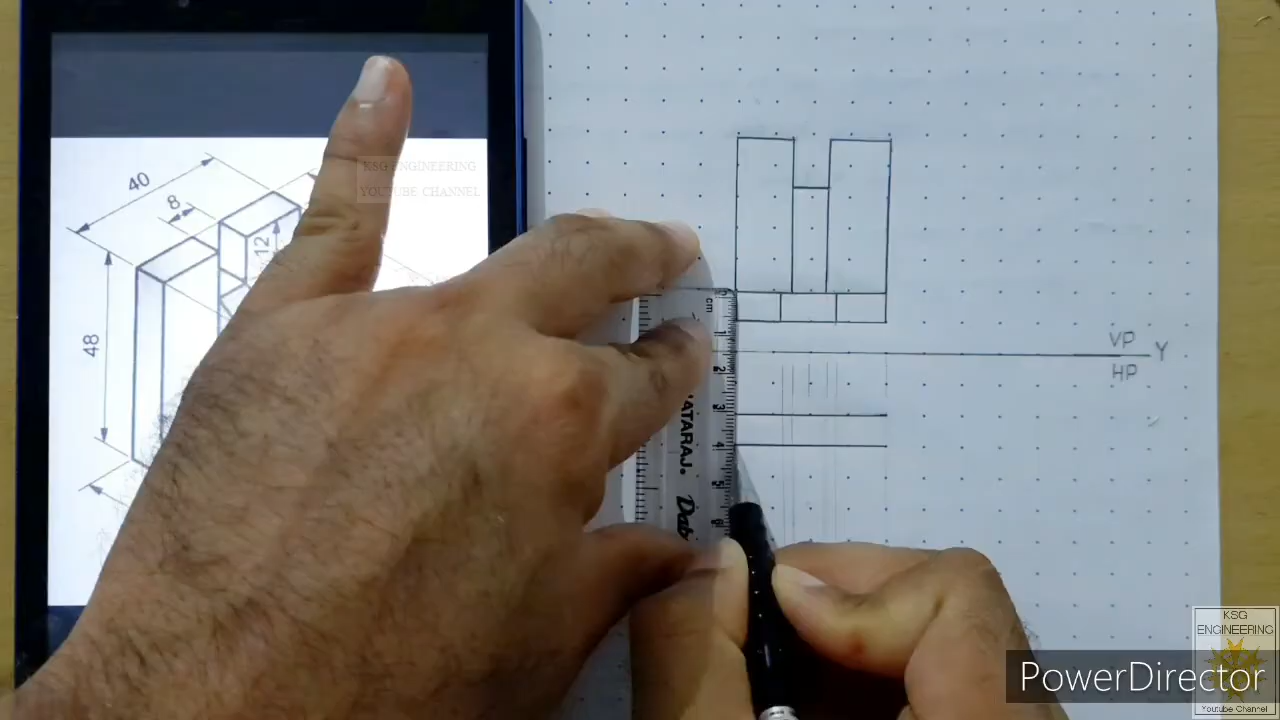 KSG ENGINEERING
YOUTUBE CHANNEL
40
8
12
48
cm
1
2
3
4
5
6
NATARAJ.
VP
Y
HP
KSG
ENGINEERING
Youtube Channel
PowerDirector